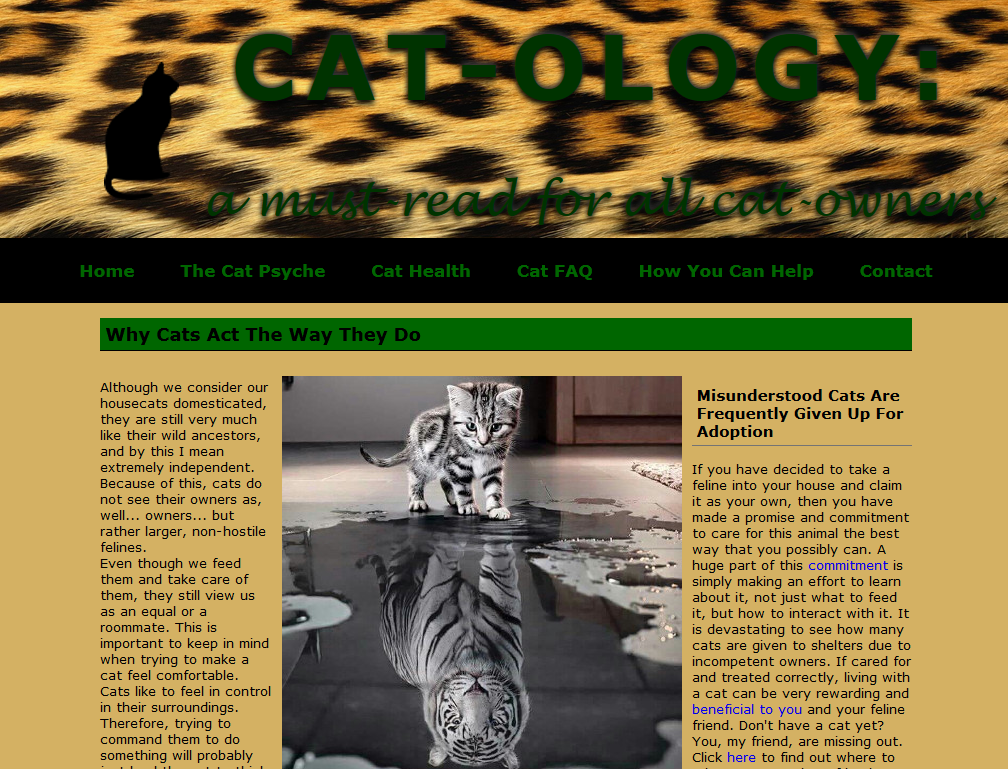 CAT-OLOGY:
a must-read for all cat-owners
Home The Cat Psyche Cat Health Cat FAQ How You Can Help Contact
Why Cats Act The Way They Do
Although we consider our
housecats domesticated,
they are still very much
like their wild ancestors,
and by this I mean
extremely independent.
Because of this, cats do
not see their owners as,
well... owners... but
rather larger, non-hostile
felines.
Even though we feed
them and take care of
them, they still view us
as an equal or a
roommate. This is
important to keep in mind
when trying to make a
cat feel comfortable.
Cats like to feel in control
in their surroundings.
Therefore, trying to
command them to do
something will probably
Misunderstood Cats Are
Frequently Given Up For
Adoption
If you have decided to take a
feline into your house and claim
it as your own, then you have
made a promise and commitment
to care for this animal the best
way that you possibly can. A
huge part of this commitment is
simply making an effort to learn
about it, not just what to feed
it, but how to interact with it. It
is devastating to see how many
cats are given to shelters due to
incompetent owners. If cared for
and treated correctly, living with
a cat can be very rewarding and
beneficial to you and your feline
friend. Don't have a cat yet?
You, my friend, are missing out.
Click here to find out where to